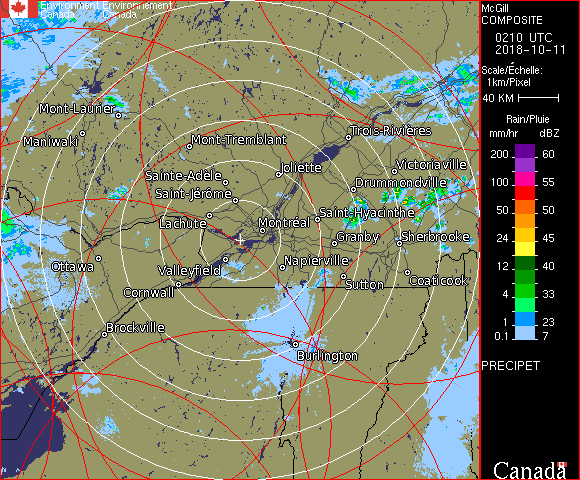 Environment Environnement
Canada Canada
McGill
COMPOSITE
0210 UTC
2018-10-11
Scale/Échelle:
1km/Pixel
40 KM
Rain/Pluie
mm/hr dBZ
200 60
100 55
50 50
24 45
12 40
4 33
1 23
0.1 7
PRECIPET
Canada
Mont-Laurier
Maniwaki
Mont-Tremblant
Trois-Rivières
Joliette
Victoriaville
Sainte-Adèle
Drummondville
Saint-Jérôme
Lachute
Saint-Hyacinthe
Montréal
Granby
Sherbrooke
Ottawa
Valleyfield
Napierville
Coaticook
Sutton
Cornwall
Brockville
Burlington